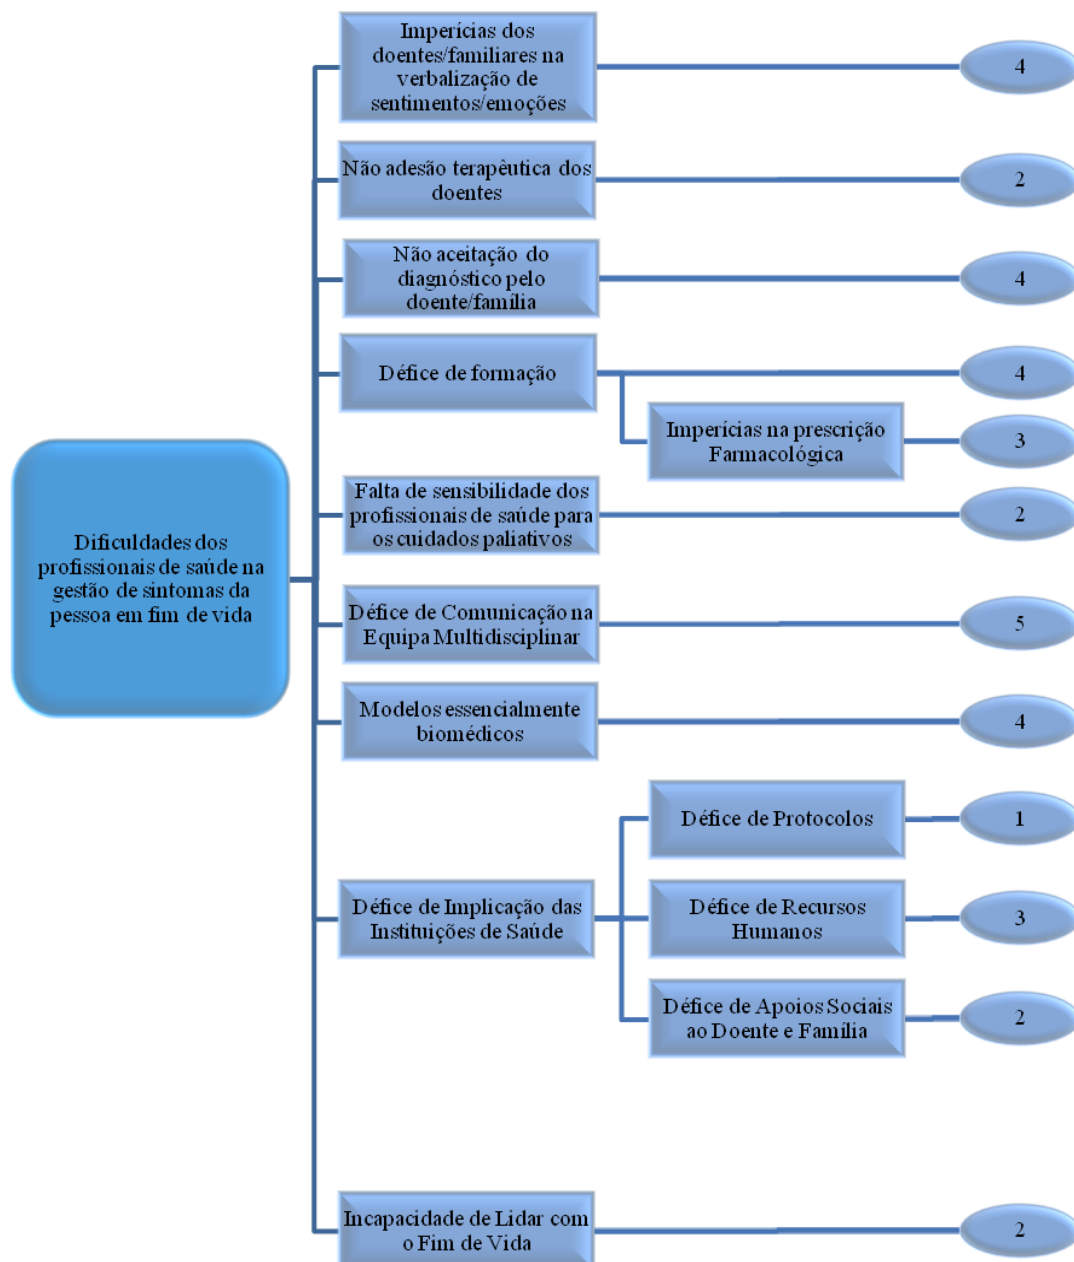 Imperícias dos
doentes/familiares na
verbalização de
sentimentos/emoções
4
Não adesão terapêutica dos
doentes
2
Não aceitação do
diagnóstico pelo
doente/família
4
Défice de formação
4
Imperícias na prescrição
Farmacológica
3
Falta de sensibilidade dos
profissionais de saúde para
os cuidados paliativos
2
Dificuldades dos
profissionais de saúde na
gestão de sintomas da
pessoa em fim de vida
Défice de Comunicação na
Equipa Multidisciplinar
5
Modelos essencialmente
biomédicos
4
Défice de Implicação das
Instituições de Saúde
Défice de Protocolos
1
Défice de Recursos
Humanos
3
Défice de Apoios Sociais
ao Doente e Família
2
Incapacidade de Lidar com
o Fim de Vida
2